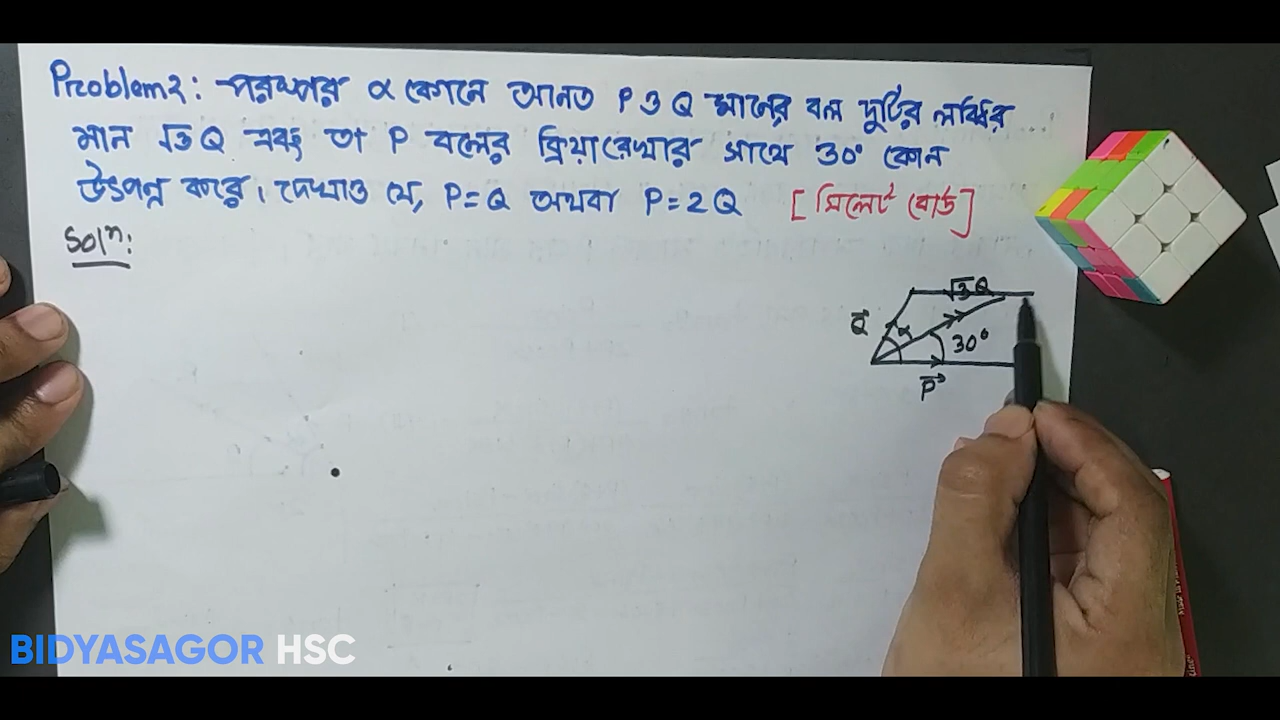 Problem2: পরস্পর α কোনে আনত P ও Q মানের বল দুটির লব্ধির
মান √3Q এবং তা P বলের ক্রিয়ারেখার সাথে 30° কোন
উৎপন্ন করে। দেখাও যে, P=Q অথবা P=2Q [সিলেট বোর্ড]
Solⁿ:
√3Q
Q⃗
α
30°
P⃗
BIDYASAGOR HSC